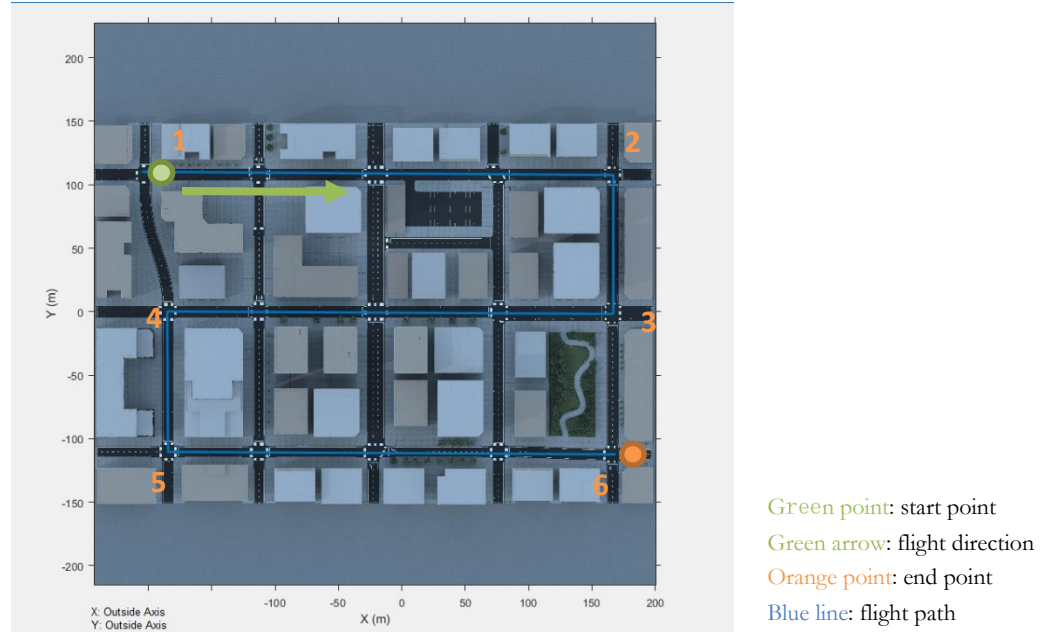 200
150
1
2
100
50
Y (m)
0
4
3
-50
-100
5
6
-150
-200
-100
-50
0
50
100
150
200
X: Outside Axis
Y: Outside Axis
X (m)
Green point: start point
Green arrow: flight direction
Orange point: end point
Blue line: flight path